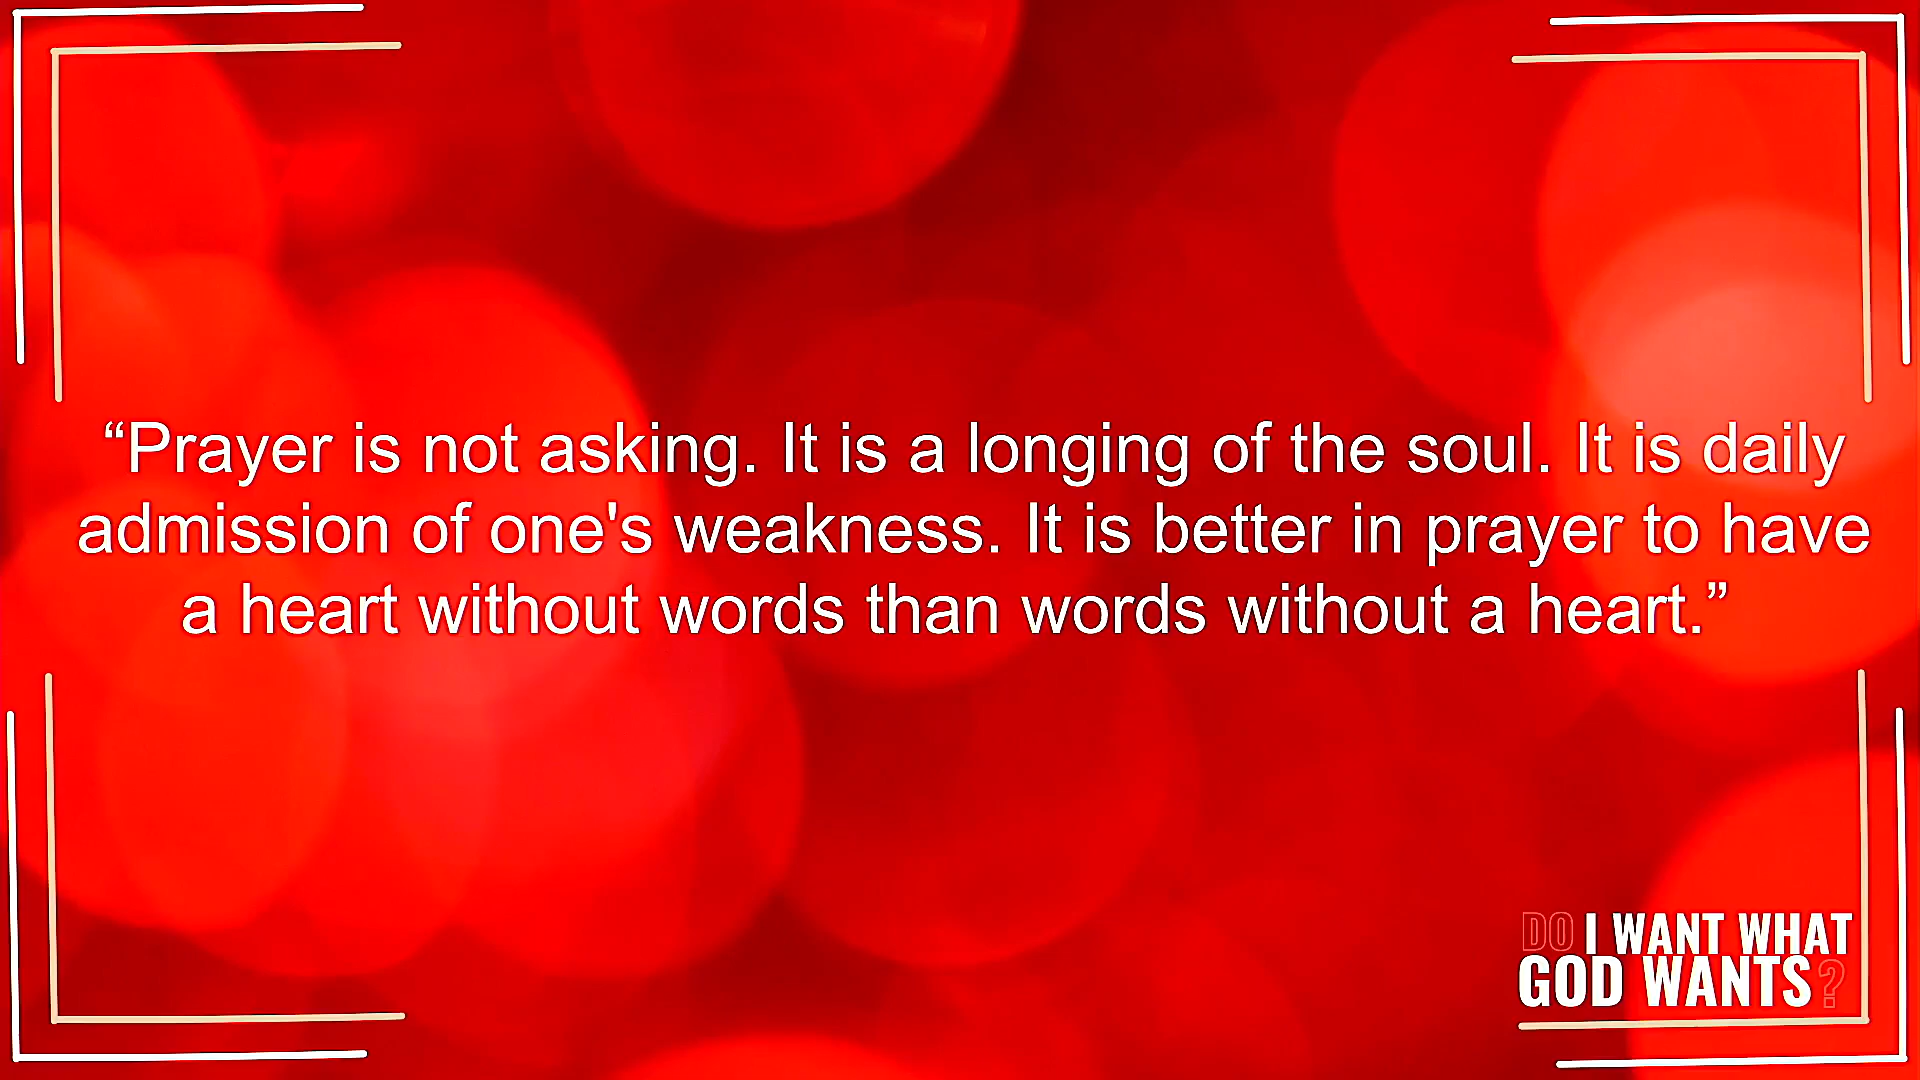 “Prayer is not asking. It is a longing of the soul. It is daily
admission of one's weakness. It is better in prayer to have
a heart without words than words without a heart.”
DO I WANT WHAT
GOD WANTS?